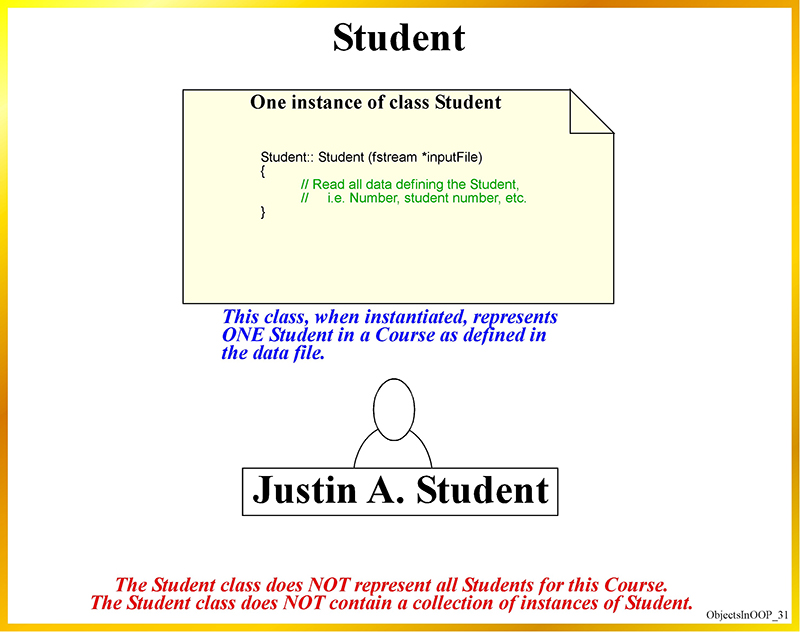 Student
One instance of class Student
Student:: Student (fstream *inputFile)
{
// Read all data defining the Student,
//     i.e. Number, student number, etc.
}
This class, when instantiated, represents
ONE Student in a Course as defined in
the data file.
Justin A. Student
The Student class does NOT represent all Students for this Course.
The Student class does NOT contain a collection of instances of Student.
ObjectsInOOP_31